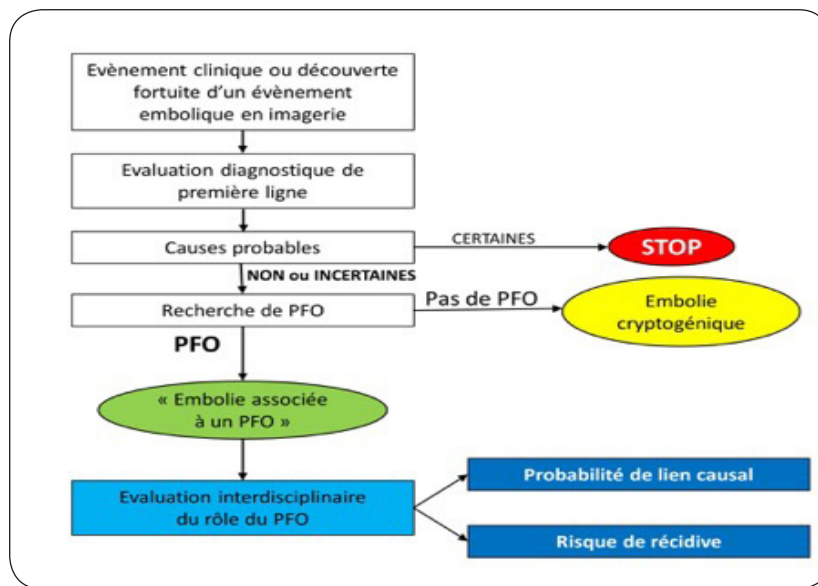 Evènement clinique ou découverte
fortuite d'un évènement
embolique en imagerie
Evaluation diagnostique de
première ligne
Causes probables
CERTAINES
STOP
NON ou INCERTAINES
Recherche de PFO
Pas de PFO
Embolie
cryptogénique
PFO
« Embolie associée
à un PFO »
Evaluation interdisciplinaire
du rôle du PFO
Probabilité de lien causal
Risque de récidive